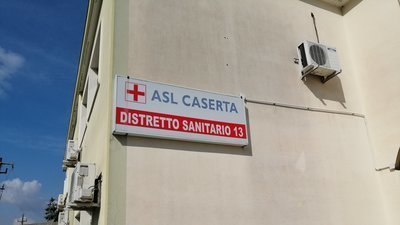 ASL CASERTA
DISTRETTO SANITARIO 13